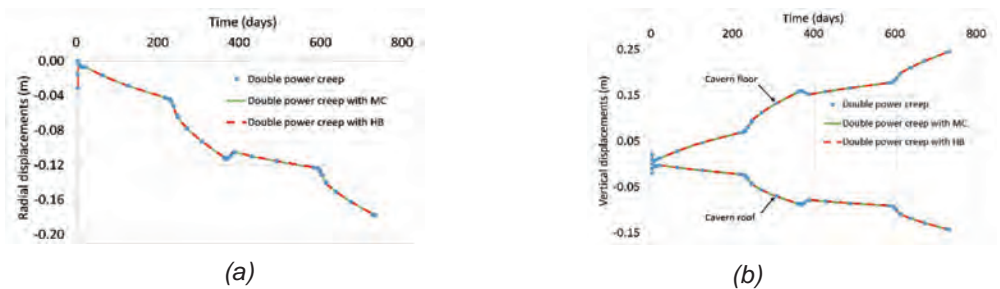 Time (days)
0 200 400 600 800
0.00
-0.04
-0.08
-0.12
-0.16
-0.20
Radial displacements (m)
Double power creep
Double power creep with MC
Double power creep with HB
(a)
Time (days)
0 200 400 600 800
0.25
0.15
0.05
-0.05
-0.15
Vertical displacements (m)
Cavern floor
Double power creep
Double power creep with MC
Double power creep with HB
Cavern roof
(b)